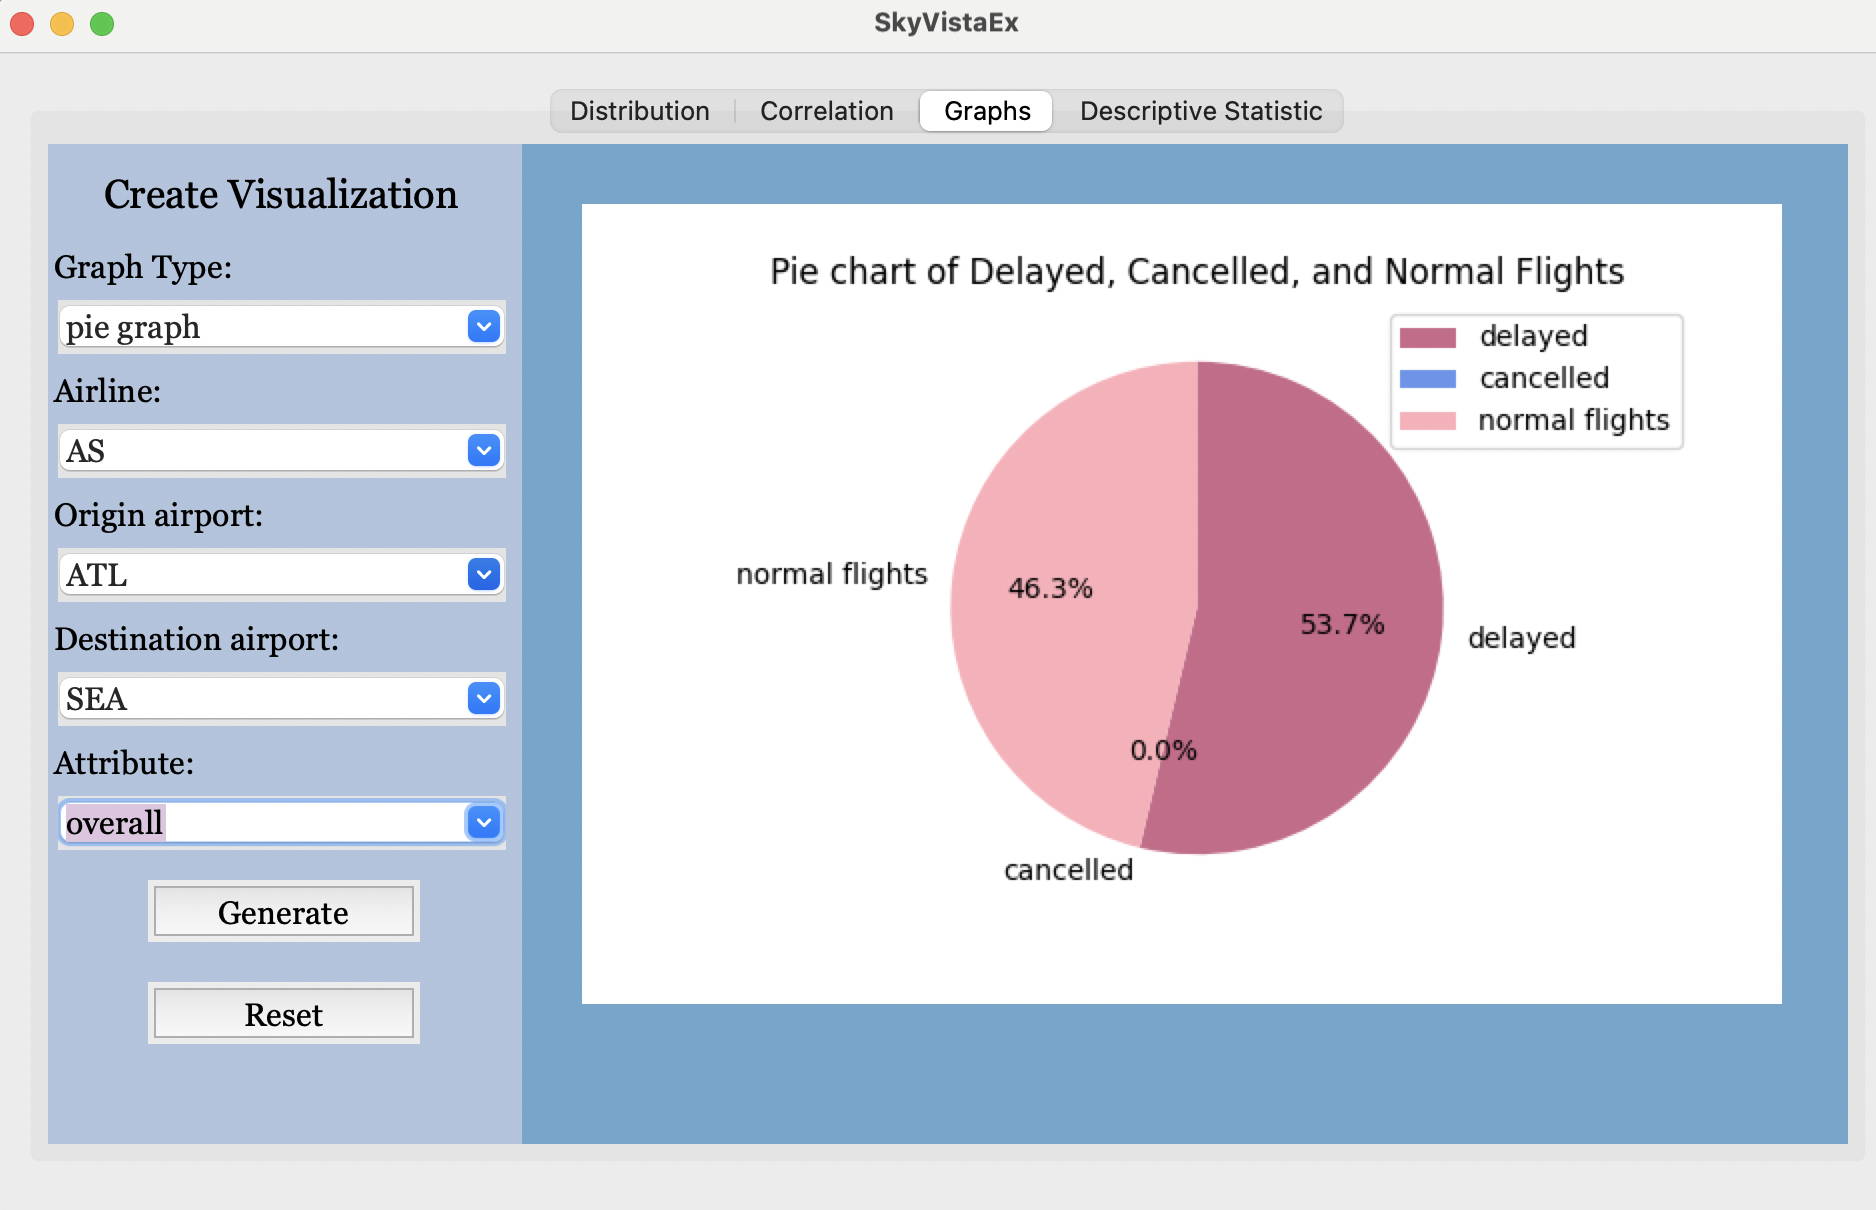 SkyVistaEx
Distribution
Correlation
Graphs
Descriptive Statistic
Create Visualization
Graph Type:
pie graph
Airline:
AS
Origin airport:
ATL
Destination airport:
SEA
Attribute:
overall
Generate
Reset
Pie chart of Delayed, Cancelled, and Normal Flights
delayed
cancelled
normal flights
normal flights
46.3%
53.7%
delayed
0.0%
cancelled